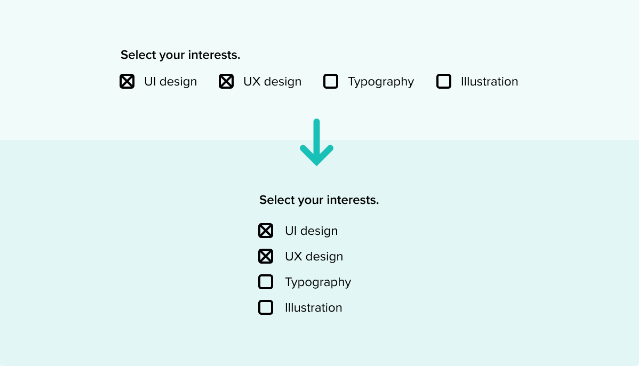 Select your interests.
UI design UX design Typography Illustration
Select your interests.
UI design
UX design
Typography
Illustration